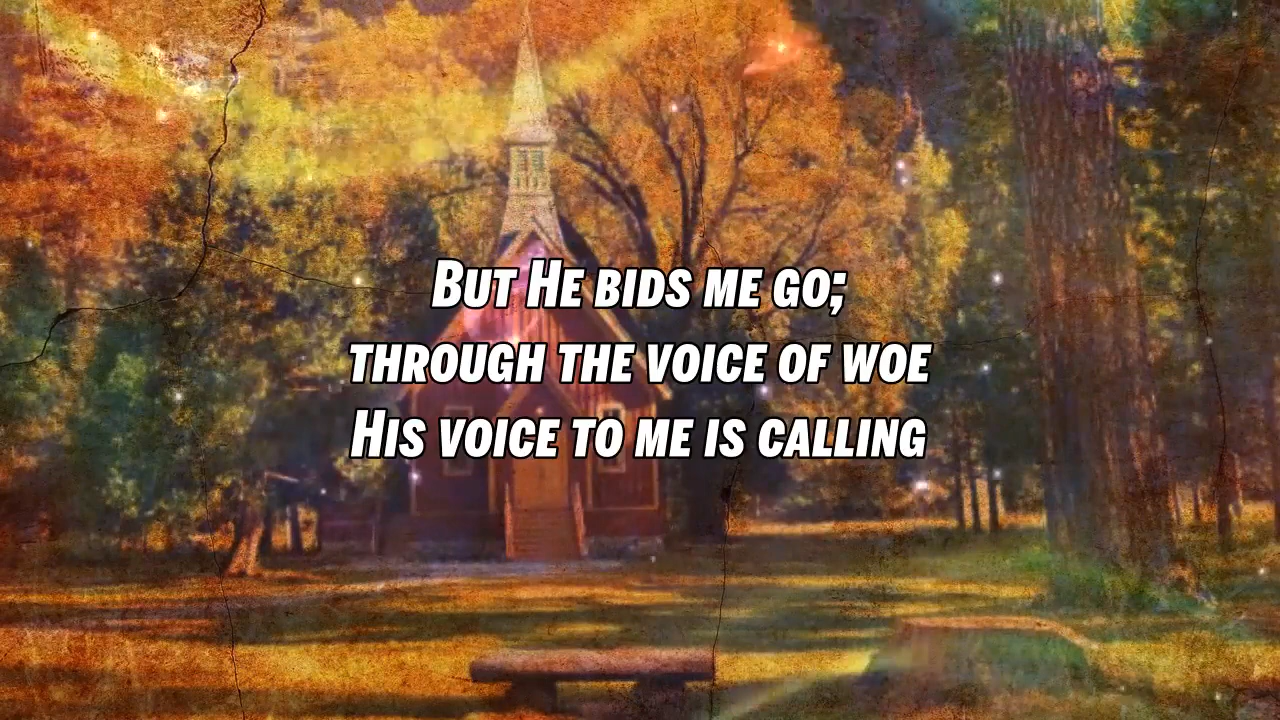 But He bids me go;
through the voice of woe
His voice to me is calling